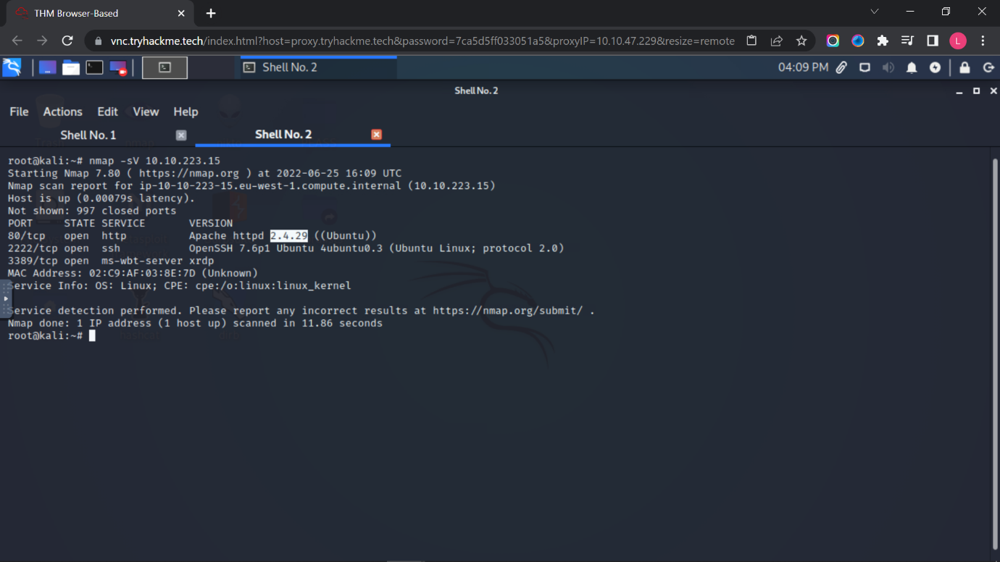 THM Browser-Based
vnc.tryhackme.tech/index.html?host=proxy.tryhackme.tech&password=7ca5d5ff033051a5&proxyIP=10.10.47.229&resize=remote
L
Shell No. 2
04:09 PM
Shell No. 2
File Actions Edit View Help
Shell No. 1
Shell No. 2
root@kali:~# nmap -sV 10.10.223.15
Starting Nmap 7.80 ( https://nmap.org ) at 2022-06-25 16:09 UTC
Nmap scan report for ip-10-10-223-15.eu-west-1.compute.internal (10.10.223.15)
Host is up (0.00079s latency).
Not shown: 997 closed ports
PORT     STATE SERVICE       VERSION
80/tcp   open  http          Apache httpd 2.4.29 ((Ubuntu))
2222/tcp open  ssh           OpenSSH 7.6p1 Ubuntu 4ubuntu0.3 (Ubuntu Linux; protocol 2.0)
3389/tcp open  ms-wbt-server xrdp
MAC Address: 02:C9:AF:03:8E:7D (Unknown)
Service Info: OS: Linux; CPE: cpe:/o:linux:linux_kernel
Service detection performed. Please report any incorrect results at https://nmap.org/submit/ .
Nmap done: 1 IP address (1 host up) scanned in 11.86 seconds
root@kali:~#